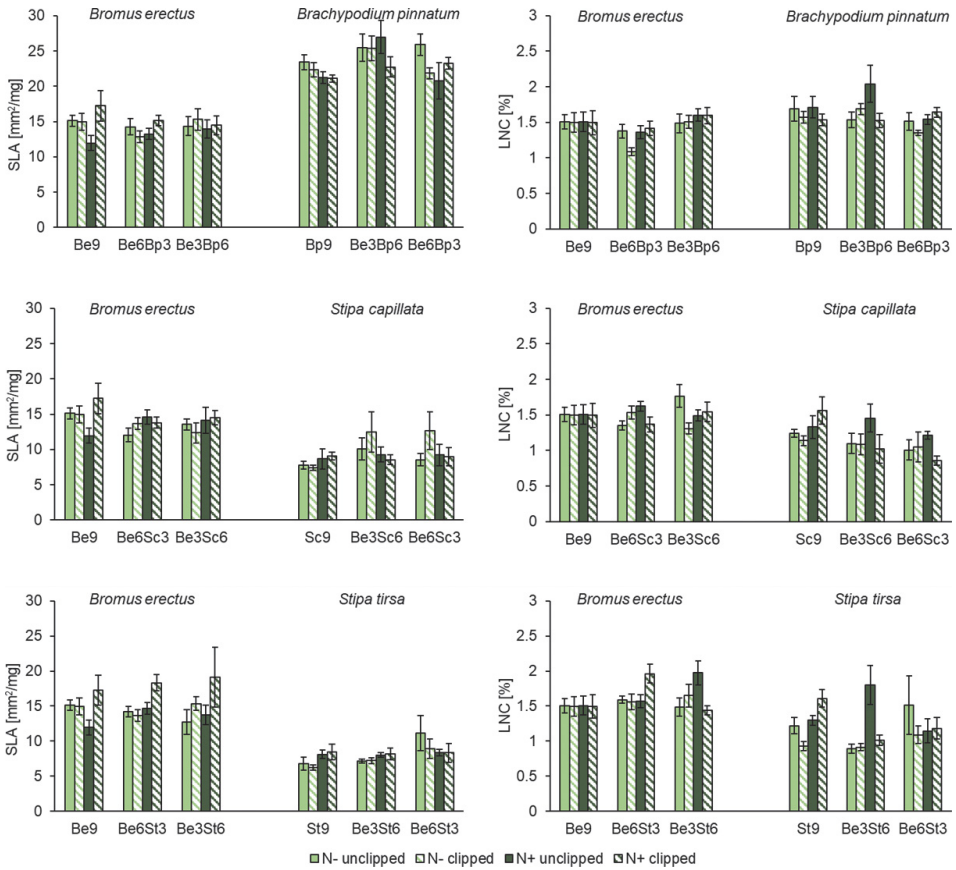 Bromus erectus Brachypodium pinnatum
SLA [mm²/mg]
30
25
20
15
10
5
0
Be9 Be6Bp3 Be3Bp6 Bp9 Be3Bp6 Be6Bp3
Bromus erectus Brachypodium pinnatum
LNC [%]
3
2.5
2
1.5
1
0.5
0
Be9 Be6Bp3 Be3Bp6 Bp9 Be3Bp6 Be6Bp3
Bromus erectus Stipa capillata
SLA [mm²/mg]
30
25
20
15
10
5
0
Be9 Be6Sc3 Be3Sc6 Sc9 Be3Sc6 Be6Sc3
Bromus erectus Stipa capillata
LNC [%]
3
2.5
2
1.5
1
0.5
0
Be9 Be6Sc3 Be3Sc6 Sc9 Be3Sc6 Be6Sc3
Bromus erectus Stipa tirsa
SLA [mm²/mg]
30
25
20
15
10
5
0
Be9 Be6St3 Be3St6 St9 Be3St6 Be6St3
Bromus erectus Stipa tirsa
LNC [%]
3
2.5
2
1.5
1
0.5
0
Be9 Be6St3 Be3St6 St9 Be3St6 Be6St3
N- unclipped N- clipped N+ unclipped N+ clipped